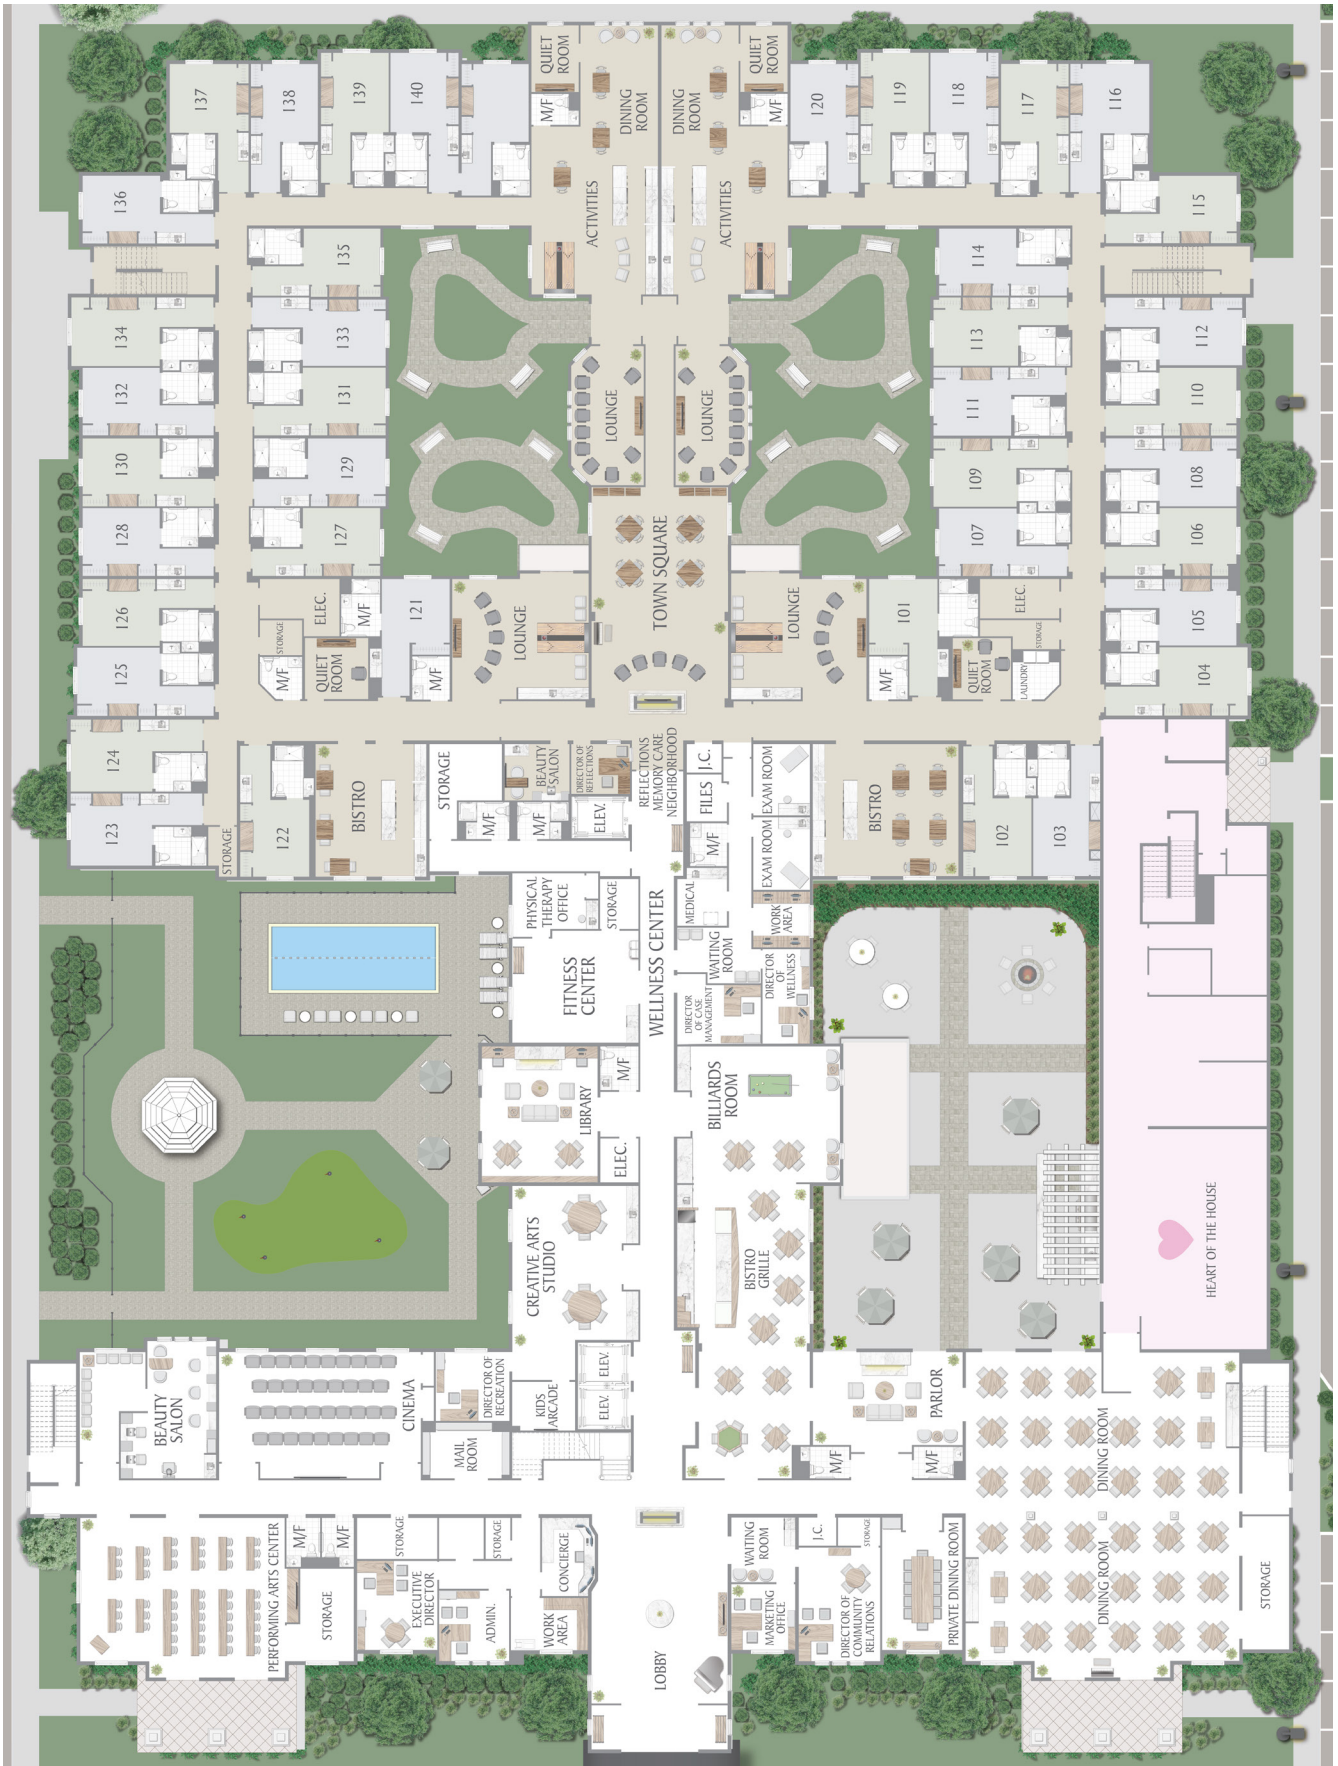 QUIET
ROOM
M/F
DINING
ROOM
DINING
ROOM
QUIET
ROOM
M/F
137
138
139
140
120
119
118
117
116
136
ACTIVITIES
ACTIVITIES
115
135
114
134
133
113
112
132
131
LOUNGE
LOUNGE
111
110
130
129
109
108
128
127
TOWN SQUARE
107
106
126
ELEC.
M/F
121
LOUNGE
LOUNGE
101
ELEC.
105
STORAGE
STORAGE
125
M/F
QUIET
ROOM
M/F
M/F
QUIET
ROOM
LAUNDRY
104
124
BISTRO
STORAGE
BEAUTY
SALON
DIRECTOR OF
REFLECTIONS
REFLECTIONS
MEMORY CARE
NEIGHBORHOOD
J.C.
FILES
EXAM ROOM
BISTRO
102
103
123
STORAGE
122
M/F
M/F
ELEV.
M/F
EXAM ROOM
PHYSICAL
THERAPY
OFFICE
STORAGE
MEDICAL
WORK
AREA
FITNESS
CENTER
WELLNESS CENTER
WAITING
ROOM
DIRECTOR
OF CASE
MANAGEMENT
DIRECTOR
OF
WELLNESS
LIBRARY
M/F
BILLIARDS
ROOM
ELEC.
CREATIVE ARTS
STUDIO
BISTRO
GRILLE
HEART OF THE HOUSE
BEAUTY
SALON
CINEMA
DIRECTOR OF
RECREATION
KIDS
ARCADE
ELEV.
ELEV.
PARLOR
MAIL
ROOM
M/F
M/F
DINING ROOM
PERFORMING ARTS CENTER
M/F
M/F
STORAGE
STORAGE
STORAGE
EXECUTIVE
DIRECTOR
ADMIN.
CONCIERGE
WORK
AREA
LOBBY
WAITING
ROOM
MARKETING
OFFICE
J.C.
STORAGE
DIRECTOR OF
COMMUNITY
RELATIONS
PRIVATE DINING ROOM
DINING ROOM
STORAGE